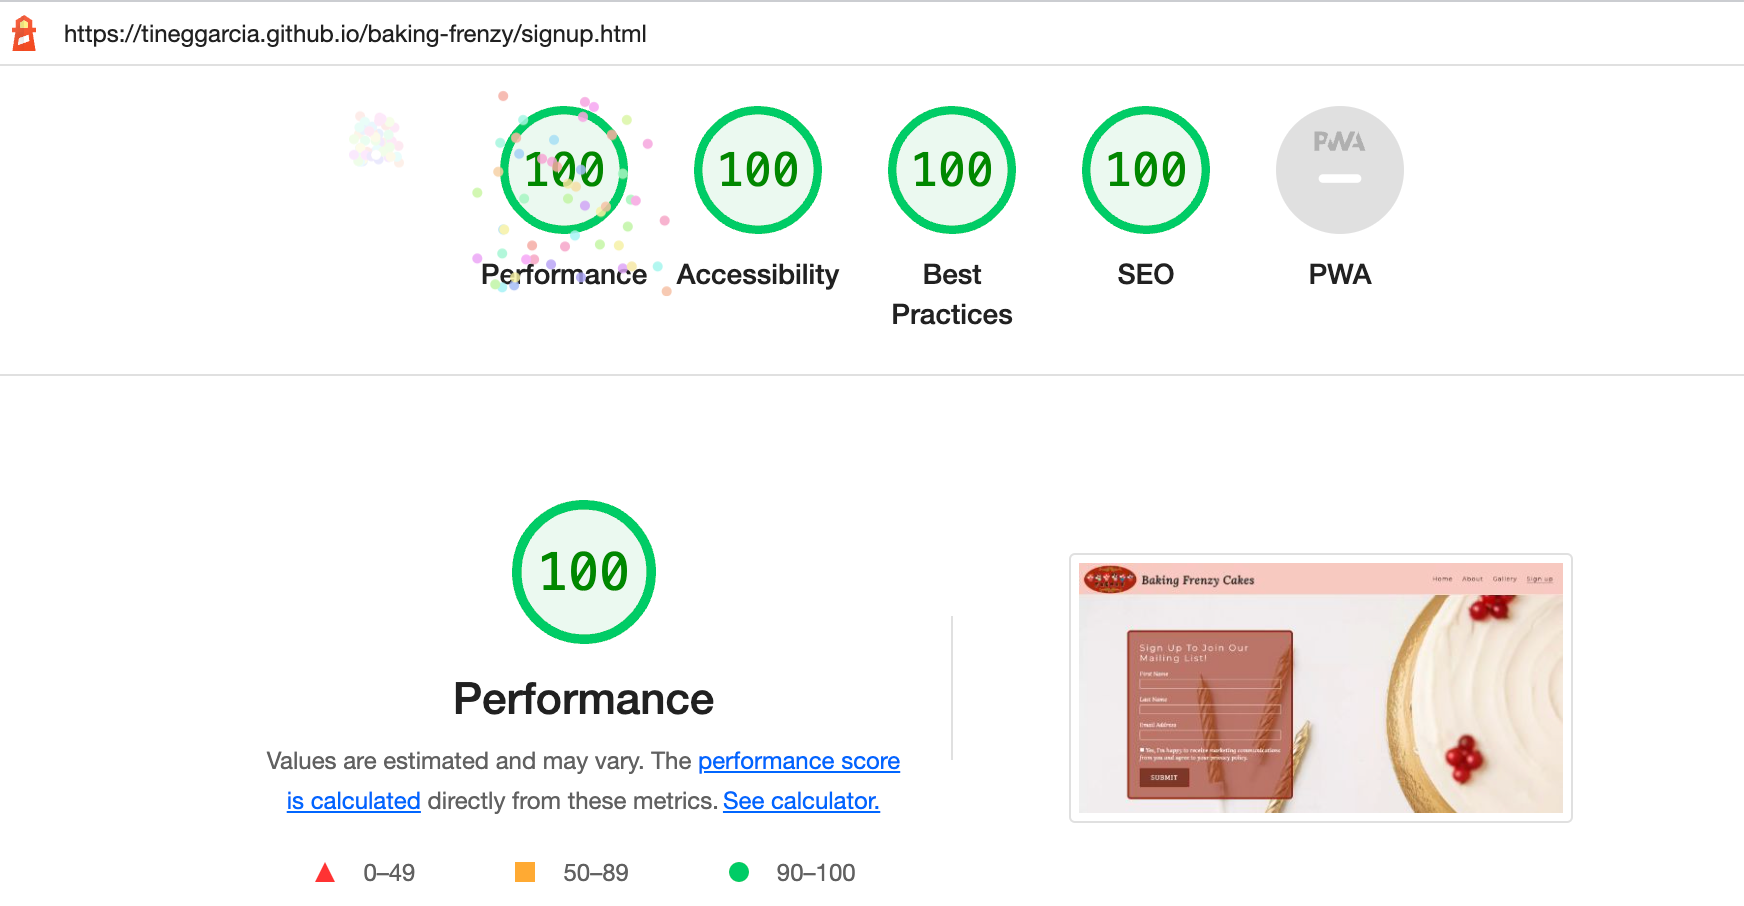 https://tineggarcia.github.io/baking-frenzy/signup.html
100
100
100
100
PWA
Performance
Accessibility
Best
Practices
SEO
PWA
100
Performance
Values are estimated and may vary. The performance score
is calculated directly from these metrics. See calculator.
0–49
50–89
90–100
Baking Frenzy Cakes
Home
About
Gallery
Sign up
Sign Up To Join Our
Mailing List!
First Name
Last Name
Email Address
Yes, I'm happy to receive marketing communications
from you and agree to your privacy policy.
SUBMIT